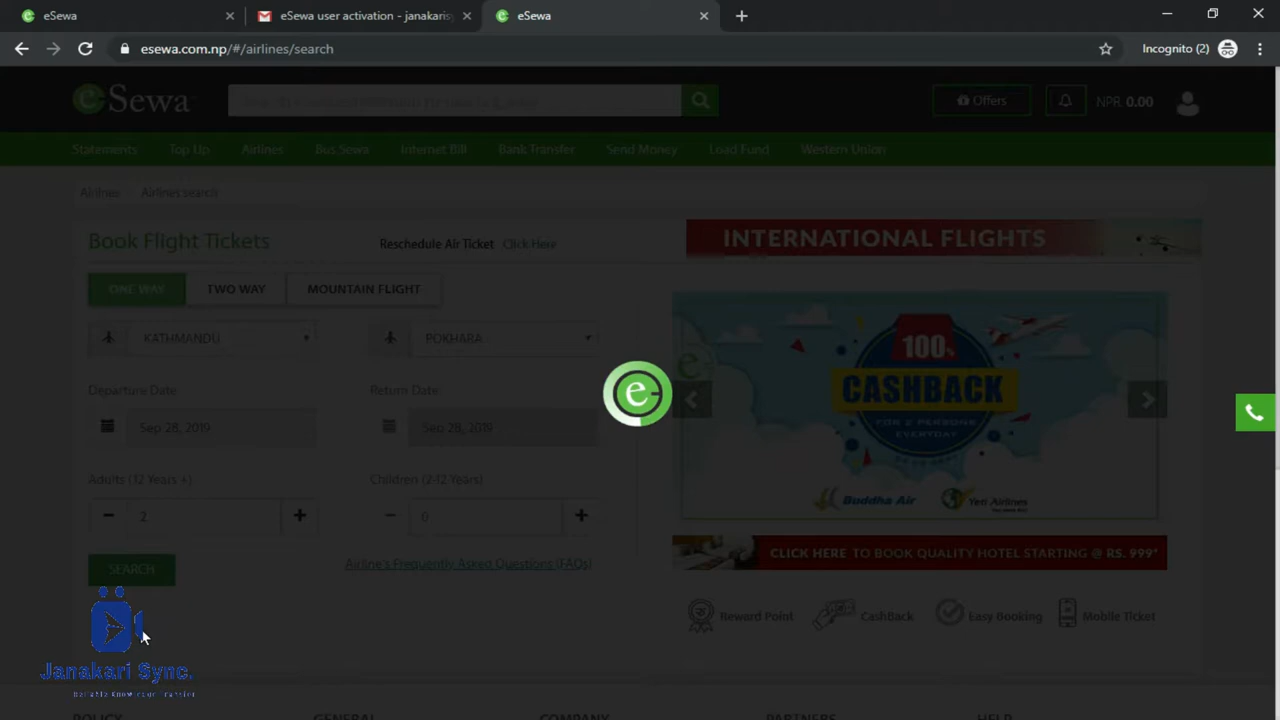 eSewa
eSewa user activation - janakarisy
eSewa
esewa.com.np/#/airlines/search
Incognito (2)
eSewa
Offers
NPR 0.00
Statements
Top Up
Airlines
Bus Sewa
Internet Bill
Bank Transfer
Send Money
Load Fund
Western Union
Airlines
Airlines search
Book Flight Tickets
Reschedule Air Ticket Click Here
INTERNATIONAL FLIGHTS
ONE WAY
TWO WAY
MOUNTAIN FLIGHT
KATHMANDU
POKHARA
100%
CASHBACK
FOR 2 PERSONS
EVERYDAY
Buddha Air
Yeti Airlines
Departure Date:
Return Date:
Sep 28, 2019
Sep 28, 2019
Adults (12 Years +)
Children (2-12 Years)
2
0
SEARCH
Airline's Frequently Asked Questions (FAQs)
CLICK HERE TO BOOK QUALITY HOTEL STARTING @ RS. 999*
Reward Point
CashBack
Easy Booking
Mobile Ticket
Janakari Sync.
POLICY
GENERAL
COMPANY
PARTNERS
HELP